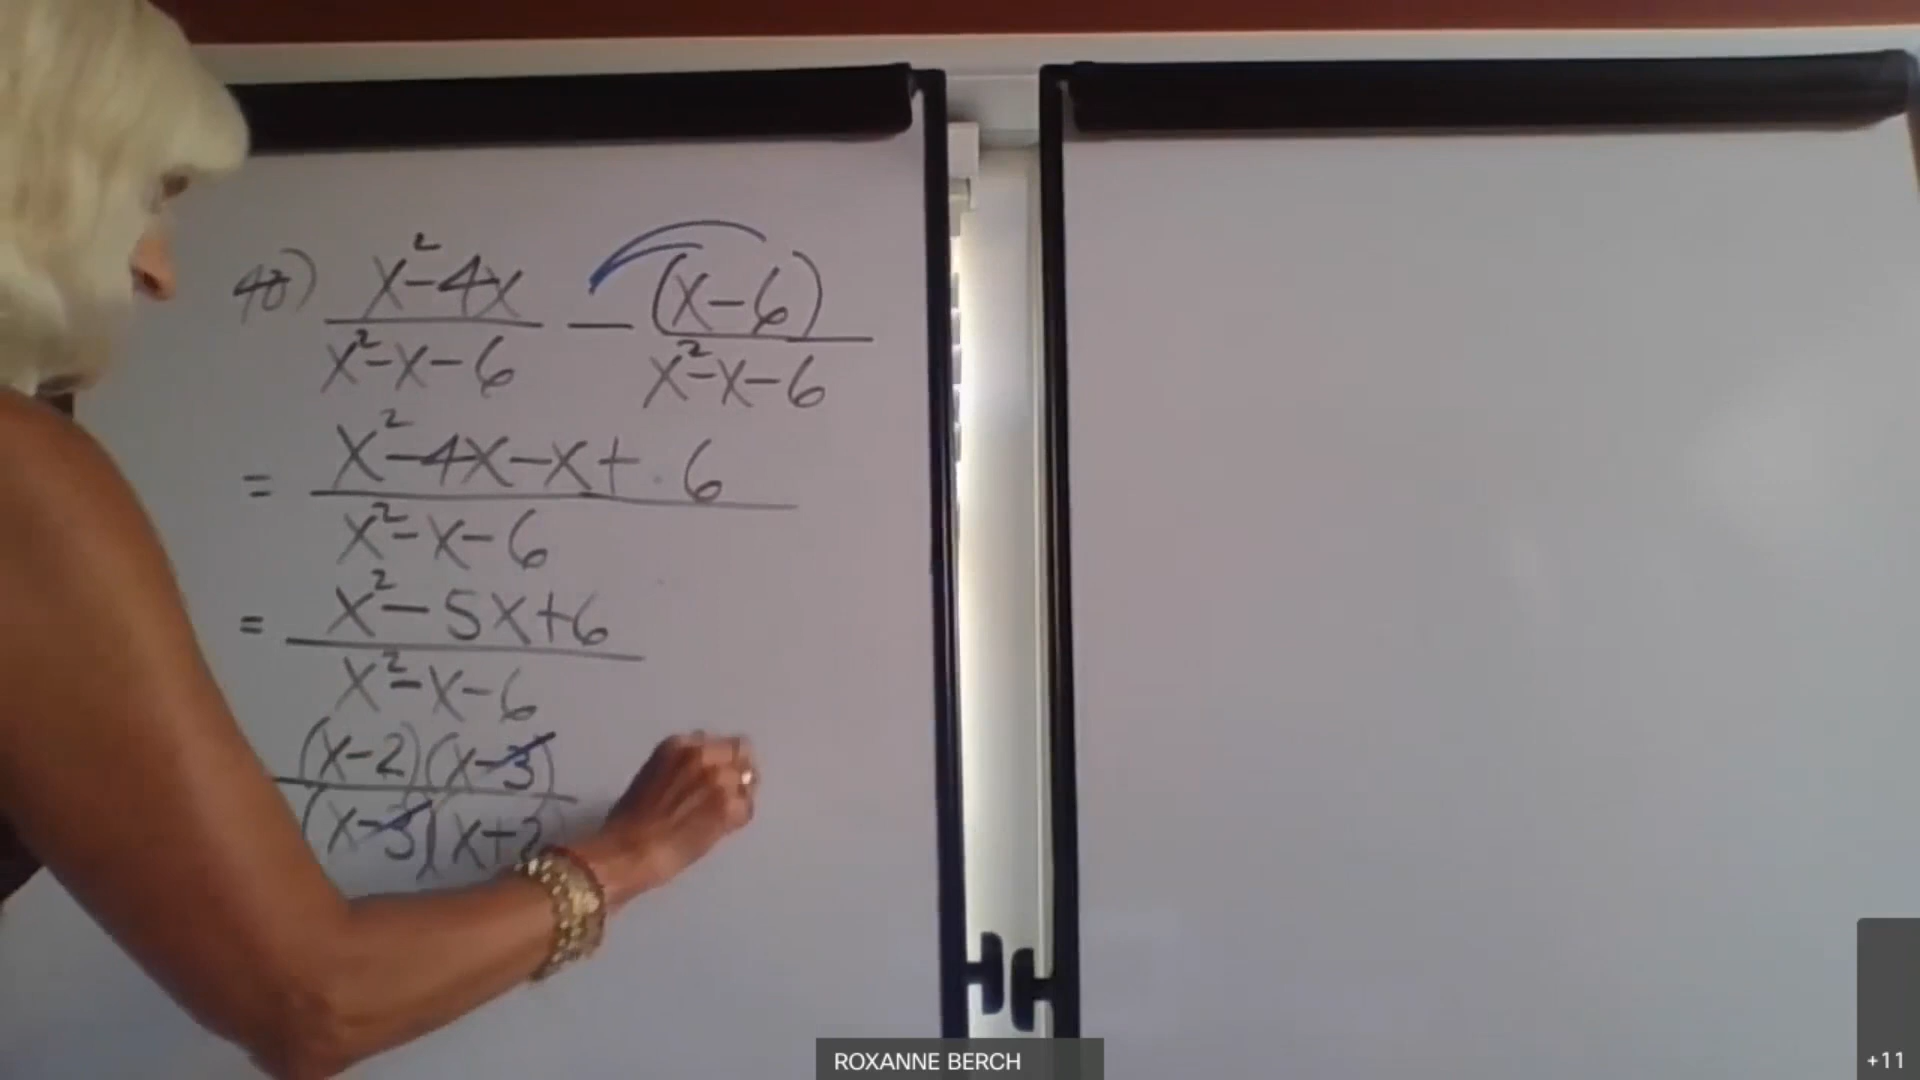 48) x²-4x / x²-x-6 — (x-6) / x²-x-6
= x²-4x-x+6 / x²-x-6
= x²-5x+6 / x²-x-6
(x-2)(x-3) / (x-3)(x+2)
ROXANNE BERCH
+11